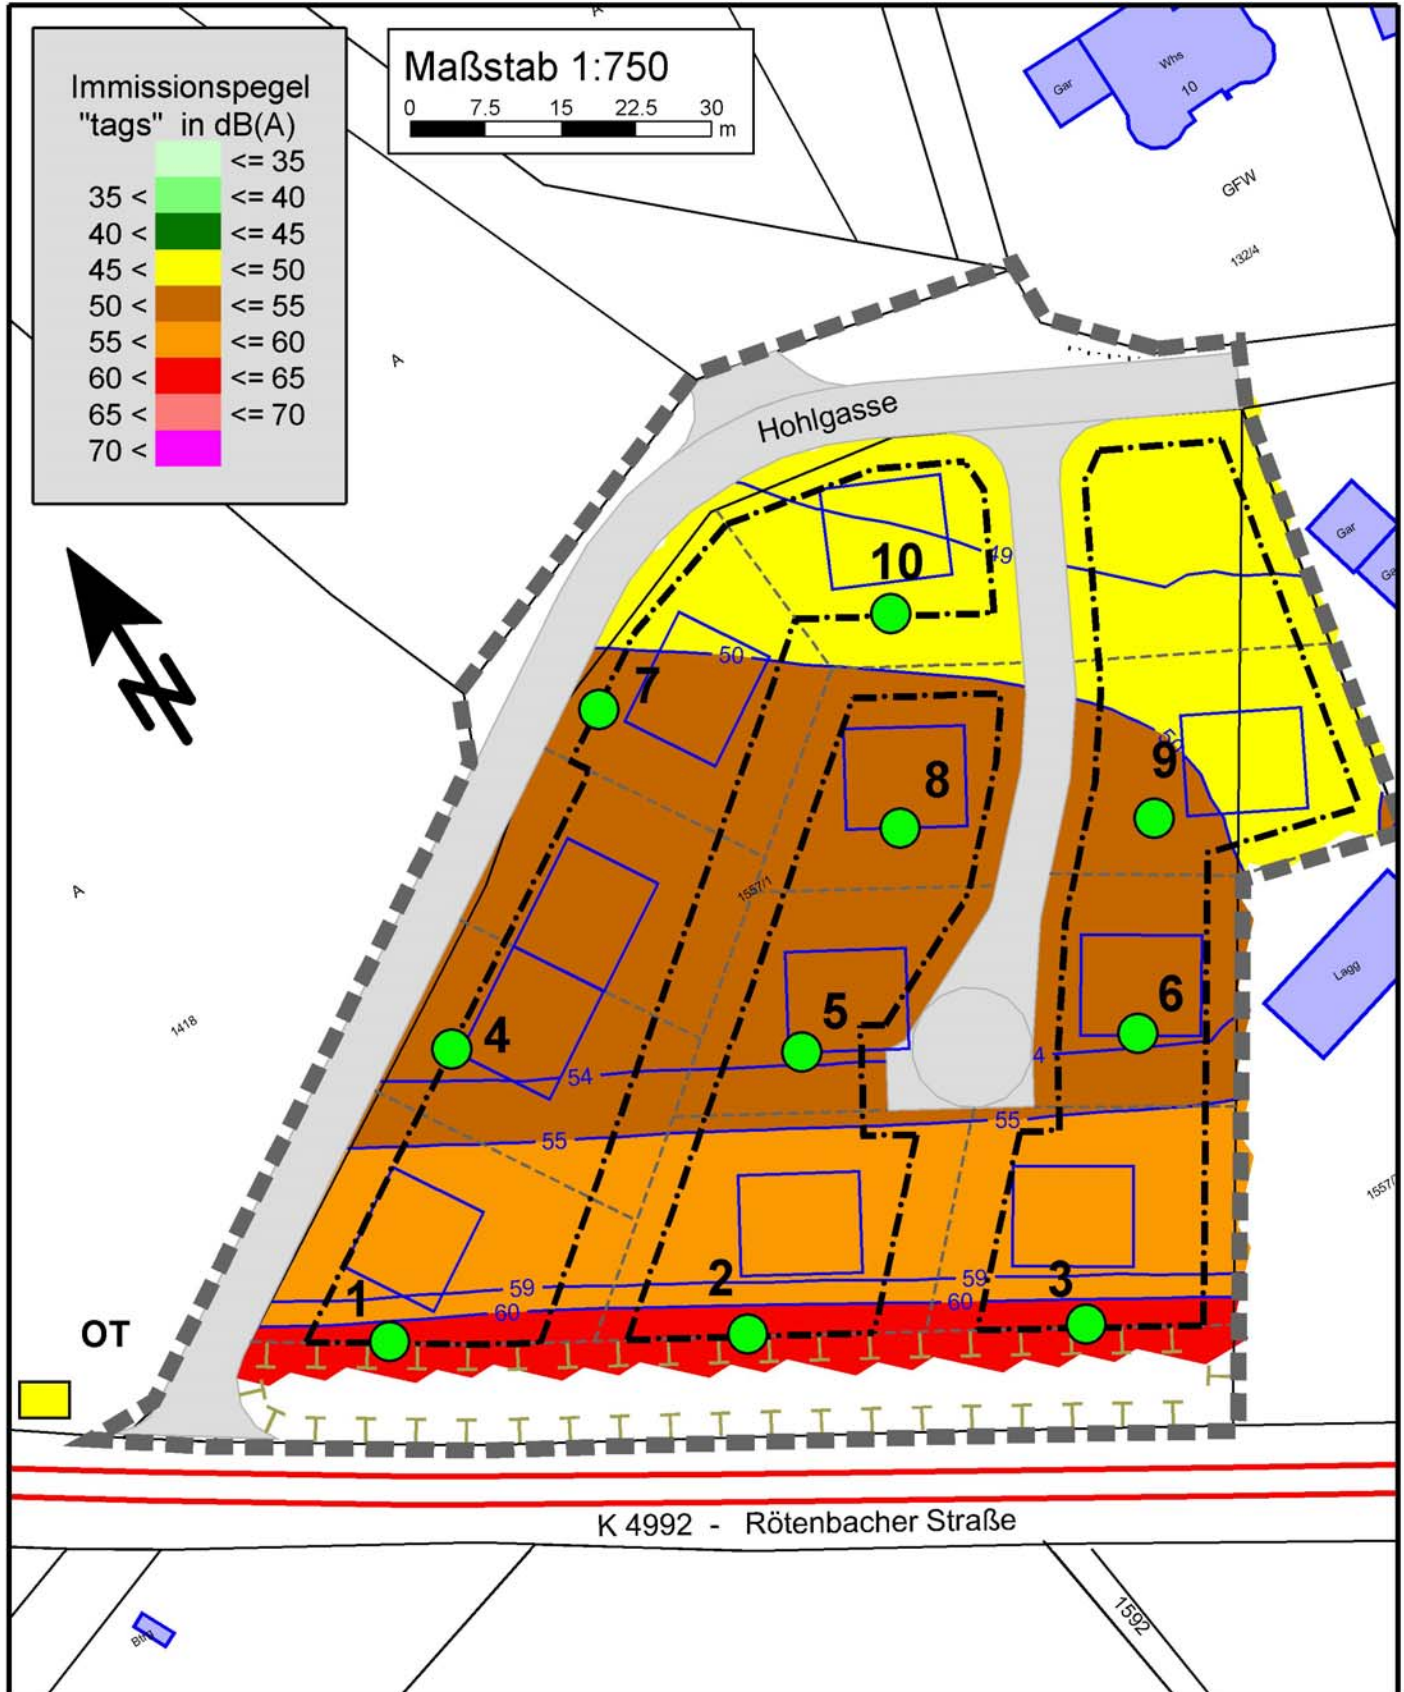 A
Immissionspegel
"tags" in dB(A)
<= 35
35 < <= 40
40 < <= 45
45 < <= 50
50 < <= 55
55 < <= 60
60 < <= 65
65 < <= 70
70 <
Maßstab 1:750
0 7.5 15 22.5 30 m
Gar
Whs
10
GFW
132/4
A
Hohlgasse
Gar
10
49
50
7
50
9
8
A
1557/1
Lagg
1418
4
5
6
54
4
55
55
1557/
1
2
3
59
59
60
60
OT
K 4992 - Rötenbacher Straße
1592